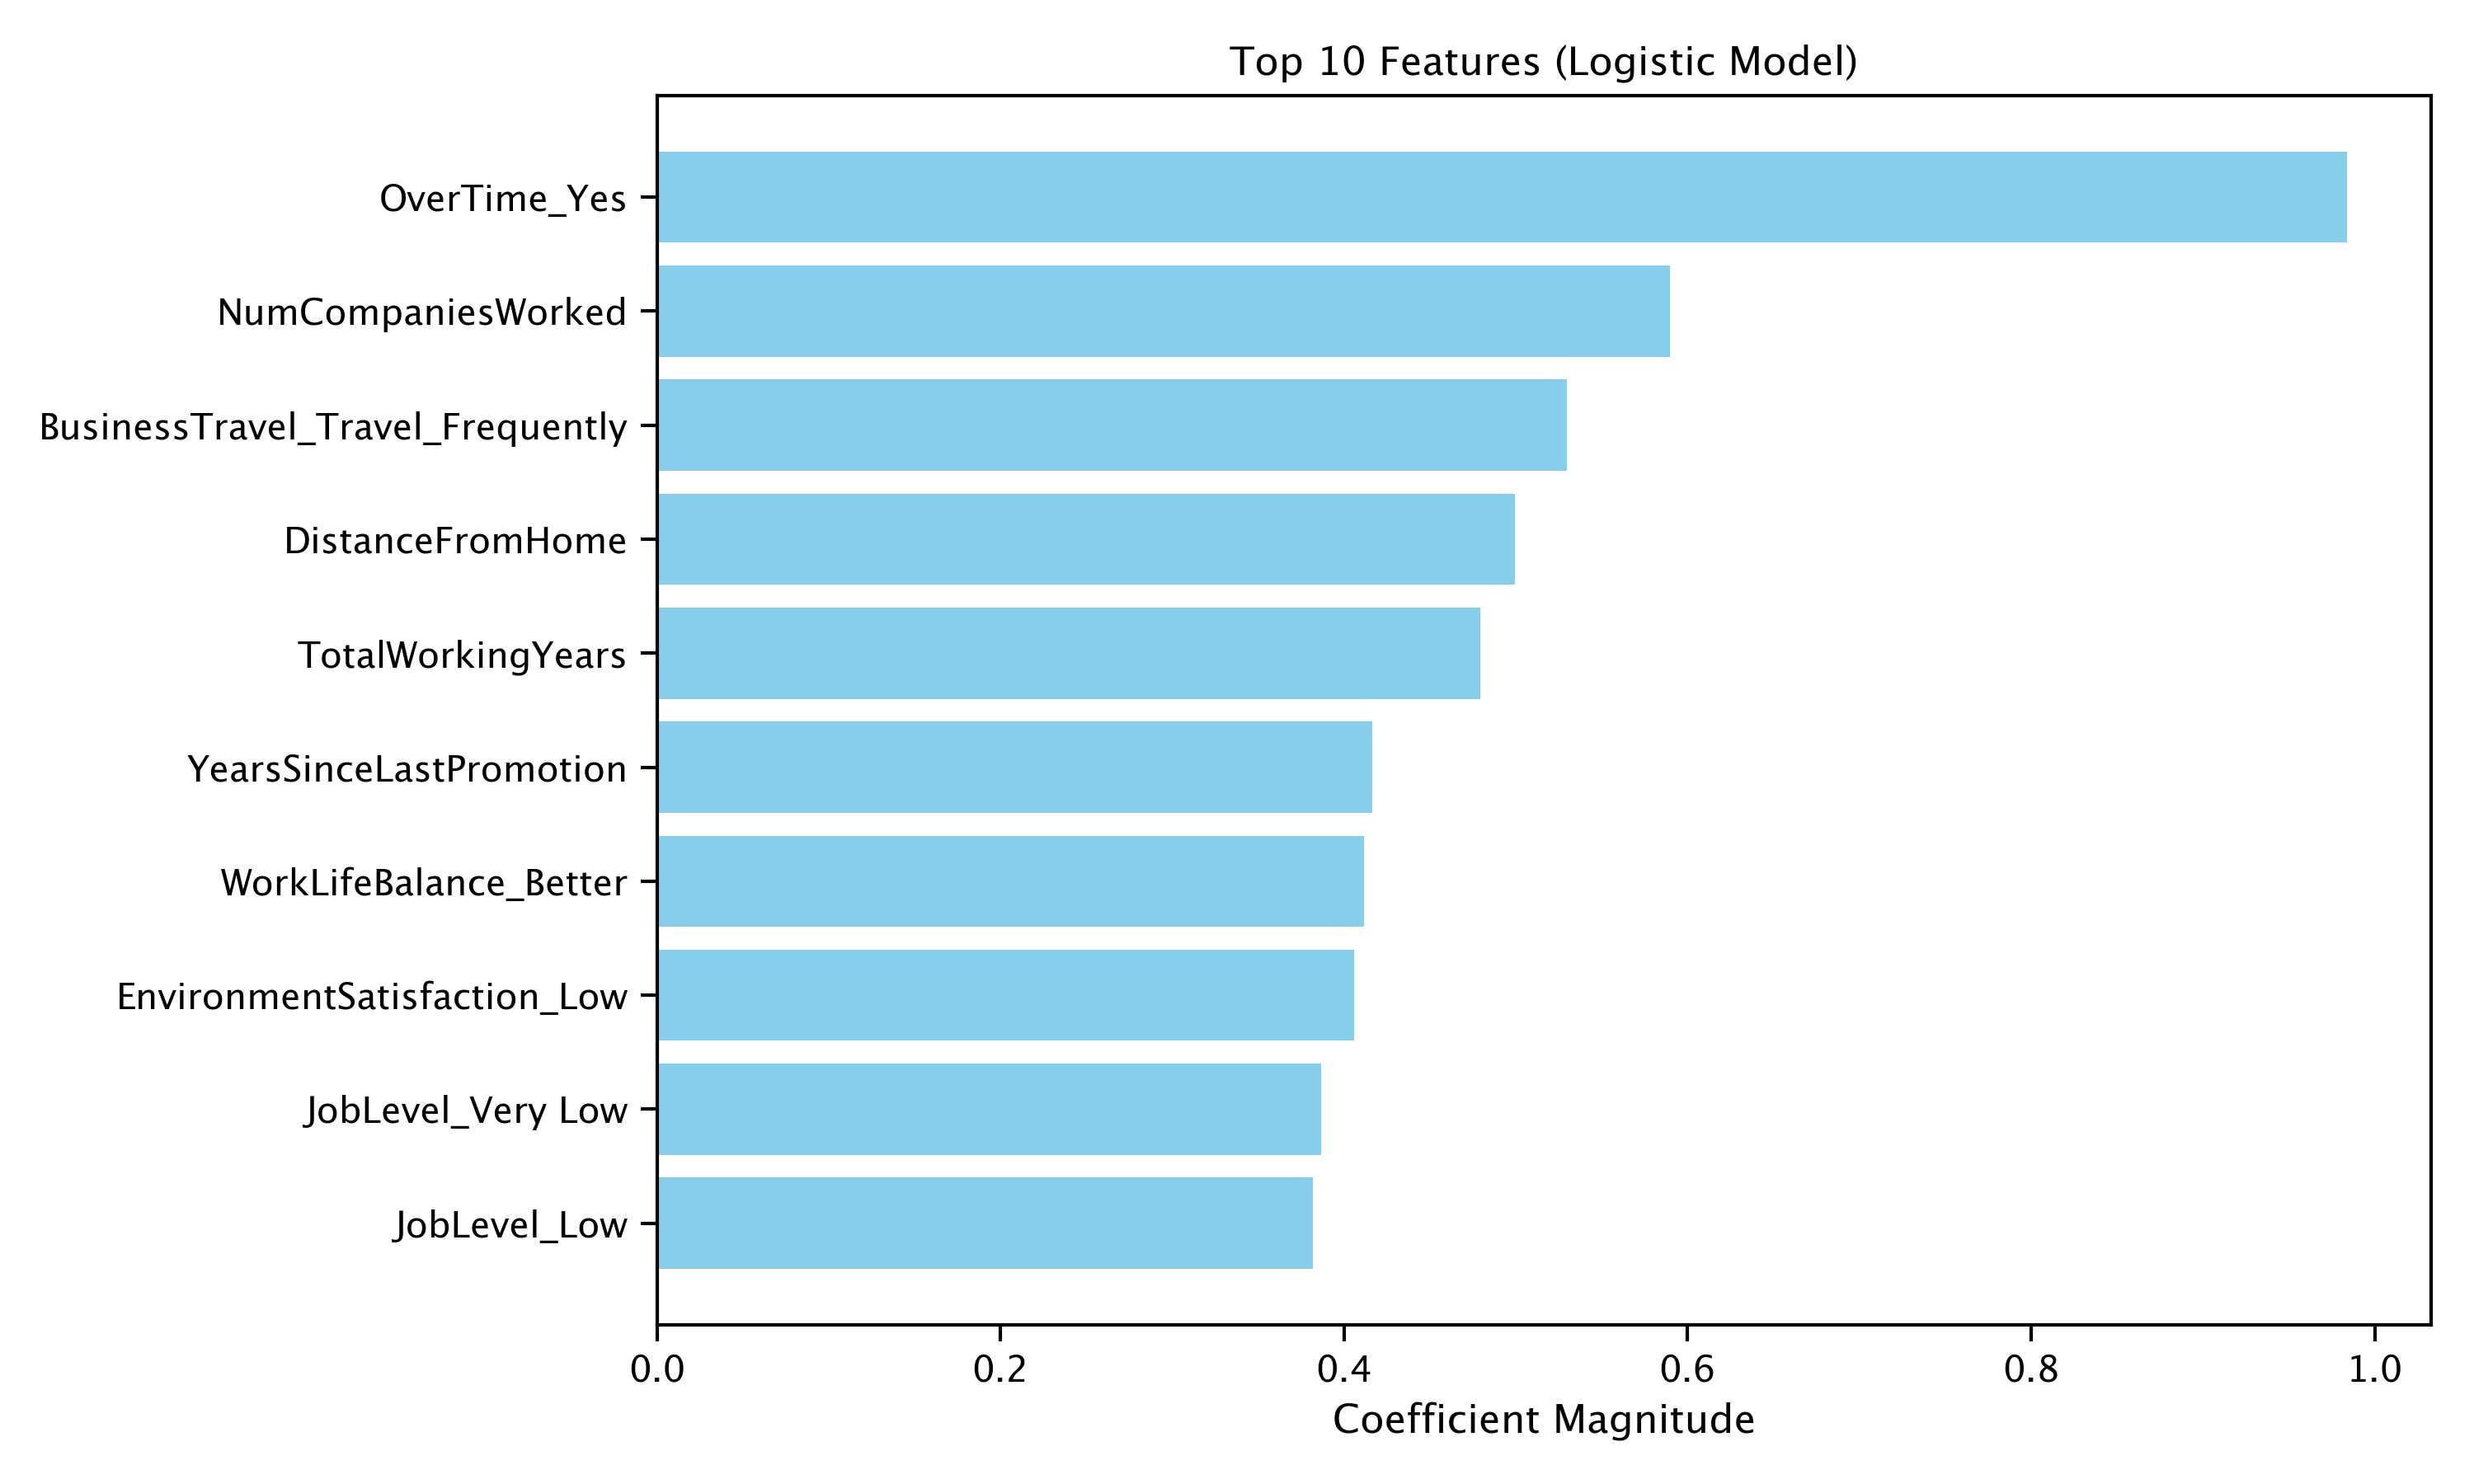 Top 10 Features (Logistic Model)
OverTime_Yes
NumCompaniesWorked
BusinessTravel_Travel_Frequently
DistanceFromHome
TotalWorkingYears
YearsSinceLastPromotion
WorkLifeBalance_Better
EnvironmentSatisfaction_Low
JobLevel_Very Low
JobLevel_Low
0.0 0.2 0.4 0.6 0.8 1.0
Coefficient Magnitude